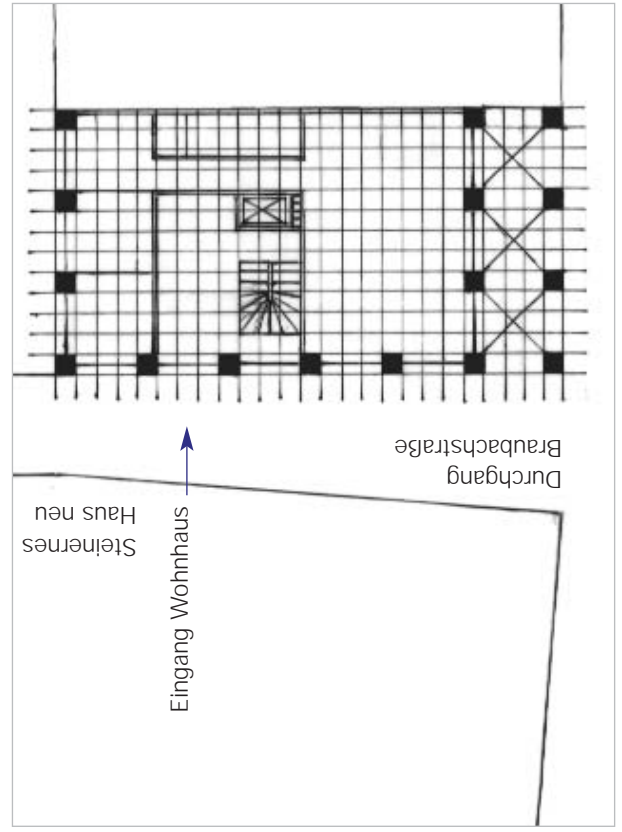 Durchgang
Braubachstraße
Steinernes
Haus neu
Eingang Wohnhaus